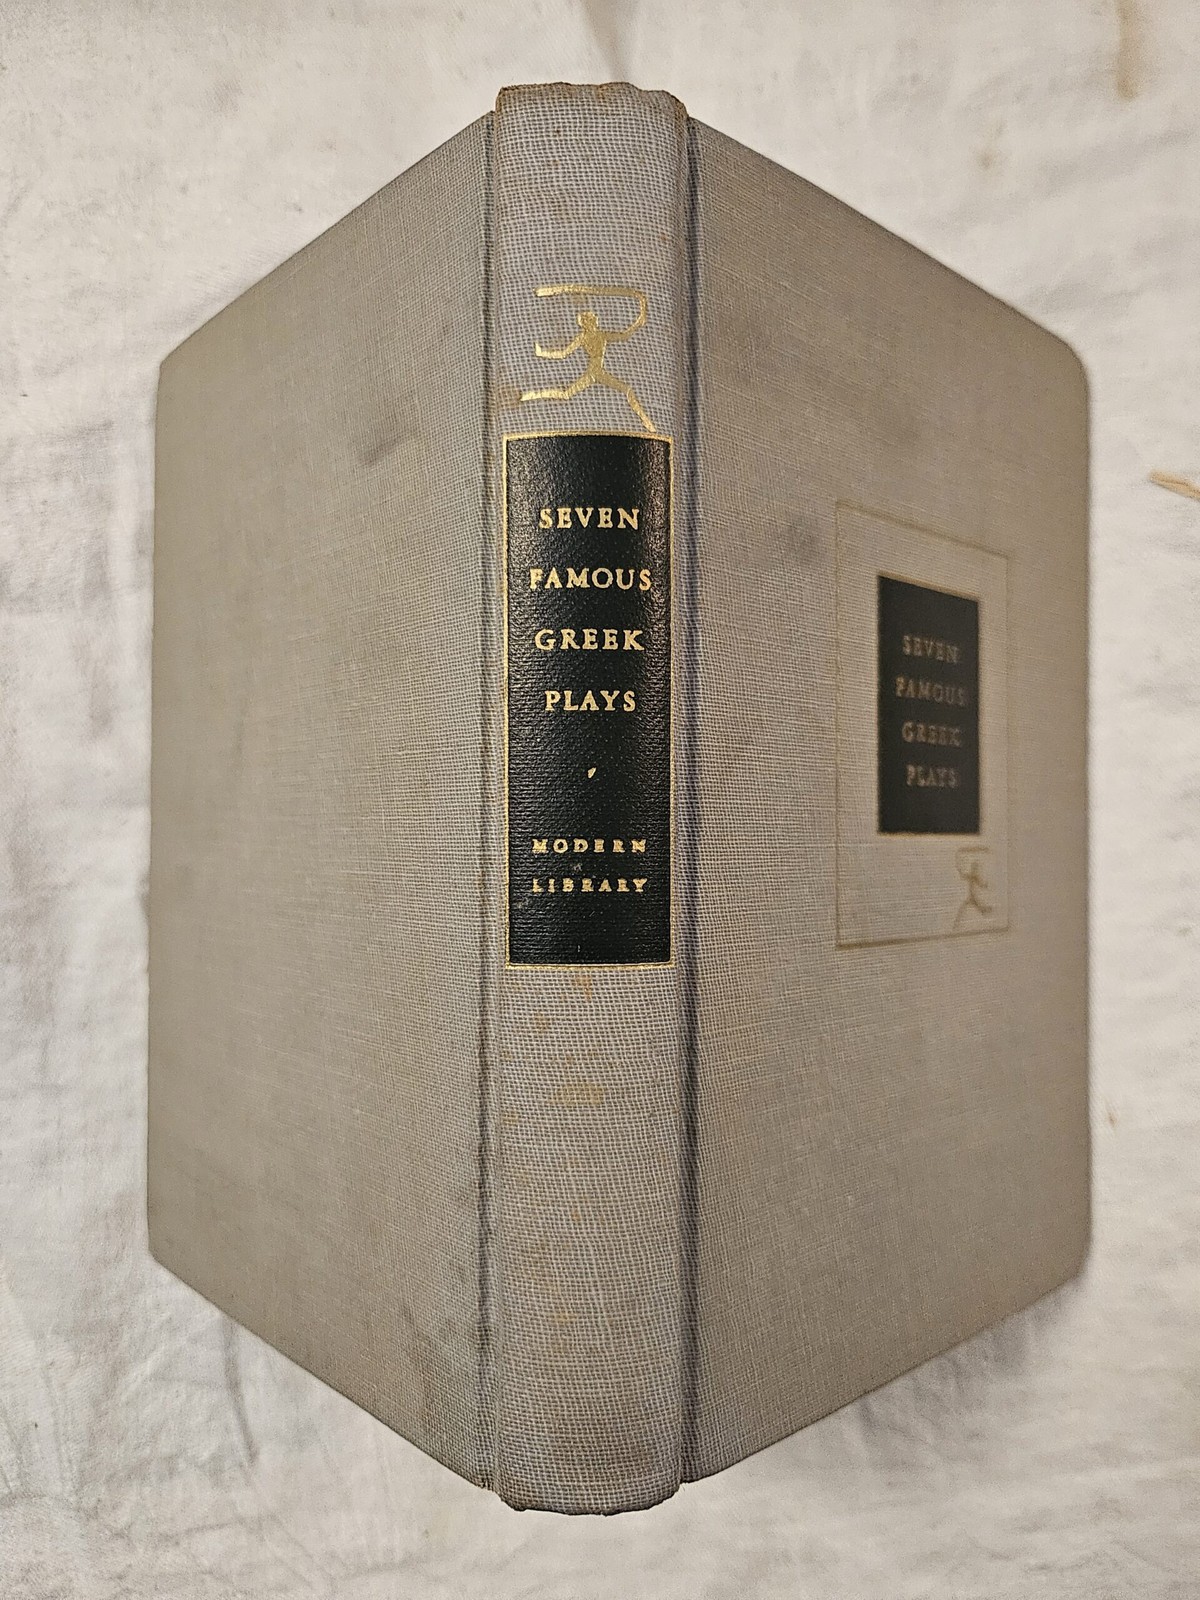 SEVEN
FAMOUS
GREEK
PLAYS
MODERN
LIBRARY
SEVEN
FAMOUS
GREEK
PLAYS